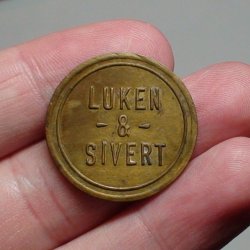 LUKEN
- & -
SIVERT